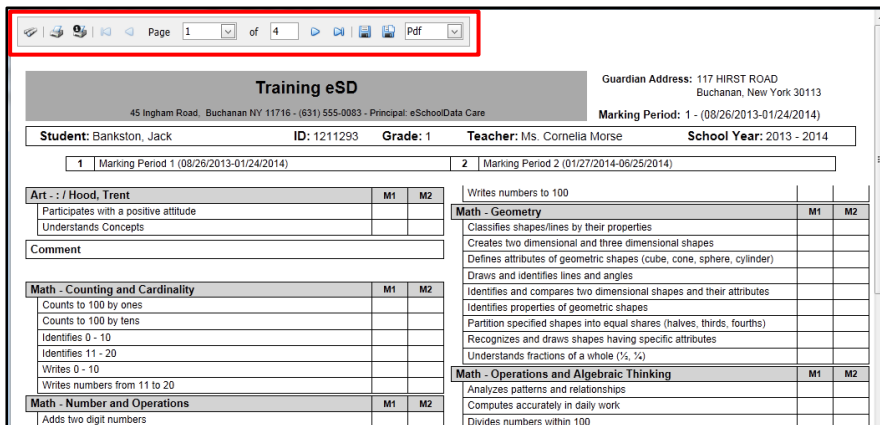 Page 1 of 4 Pdf
Training eSD
45 Ingham Road, Buchanan NY 11716 - (631) 555-0083 - Principal: eSchoolData Care
Guardian Address: 117 HIRST ROAD
Buchanan, New York 30113
Marking Period: 1 - (08/26/2013-01/24/2014)
Student: Bankston, Jack ID: 1211293 Grade: 1 Teacher: Ms. Cornelia Morse School Year: 2013 - 2014
1 Marking Period 1 (08/26/2013-01/24/2014) 2 Marking Period 2 (01/27/2014-06/25/2014)
Art - : / Hood, Trent M1 M2
Participates with a positive attitude
Understands Concepts
Comment
Math - Counting and Cardinality M1 M2
Counts to 100 by ones
Counts to 100 by tens
Identifies 0 - 10
Identifies 11 - 20
Writes 0 - 10
Writes numbers from 11 to 20
Math - Number and Operations M1 M2
Adds two digit numbers
Writes numbers to 100
Math - Geometry M1 M2
Classifies shapes/lines by their properties
Creates two dimensional and three dimensional shapes
Defines attributes of geometric shapes (cube, cone, sphere, cylinder)
Draws and identifies lines and angles
Identifies and compares two dimensional shapes and their attributes
Identifies properties of geometric shapes
Partition specified shapes into equal shares (halves, thirds, fourths)
Recognizes and draws shapes having specific attributes
Understands fractions of a whole (½, ¼)
Math - Operations and Algebraic Thinking M1 M2
Analyzes patterns and relationships
Computes accurately in daily work
Divides numbers within 100